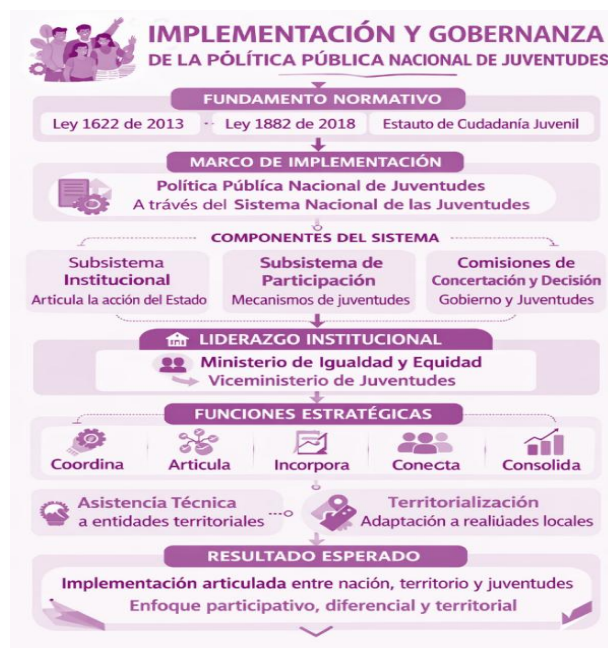 IMPLEMENTACIÓN Y GOBERNANZA
DE LA PÓLÍTICA PÚBLICA NACIONAL DE JUVENTUDES
FUNDAMENTO NORMATIVO
Ley 1622 de 2013 -- Ley 1882 de 2018 Estauto de Cudadanía Juvenil
MARCO DE IMPLEMENTACIÓN
Política Pública Nacional de Juventudes
A trávés del Sistema Nacional de las Juventudes
COMPONENTES DEL SISTEMA
Subsistema
Institucional
Articula la acción del Estado
Subsistema de
Participación
Mecanismos de juventudes
Comisiones de
Concertación y Decisión
Gobierno y Juventudes
LIDERAZGO INSTITUCIONAL
Ministerio de Igualdad y Equidad
Viceministerio de Juventudes
FUNCIONES ESTRATÉGICAS
Coordina Articula Incorpora Conecta Consolida
Asistencia Técnica
a entidades territoriales
Territorialización
Adaptación a realiúades locales
RESULTADO ESPERADO
Implementación articulada entre nación, territorio y juventudes
Enfoque participativo, diferencial y territorial